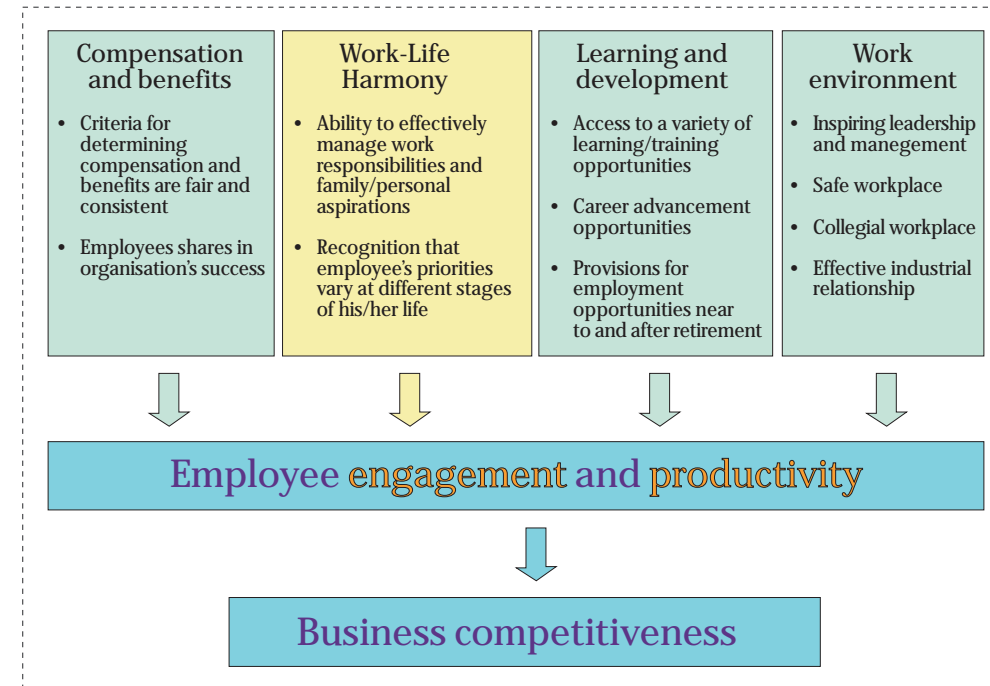 Compensation
and benefits
• Criteria for
determining
compensation and
benefits are fair and
consistent
• Employees shares in
organisation's success
Work-Life
Harmony
• Ability to effectively
manage work
responsibilities and
family/personal
aspirations
• Recognition that
employee's priorities
vary at different stages
of his/her life
Learning and
development
• Access to a variety of
learning/training
opportunities
• Career advancement
opportunities
• Provisions for
employment
opportunities near
to and after retirement
Work
environment
• Inspiring leadership
and manegement
• Safe workplace
• Collegial workplace
• Effective industrial
relationship
Employee engagement and productivity
Business competitiveness